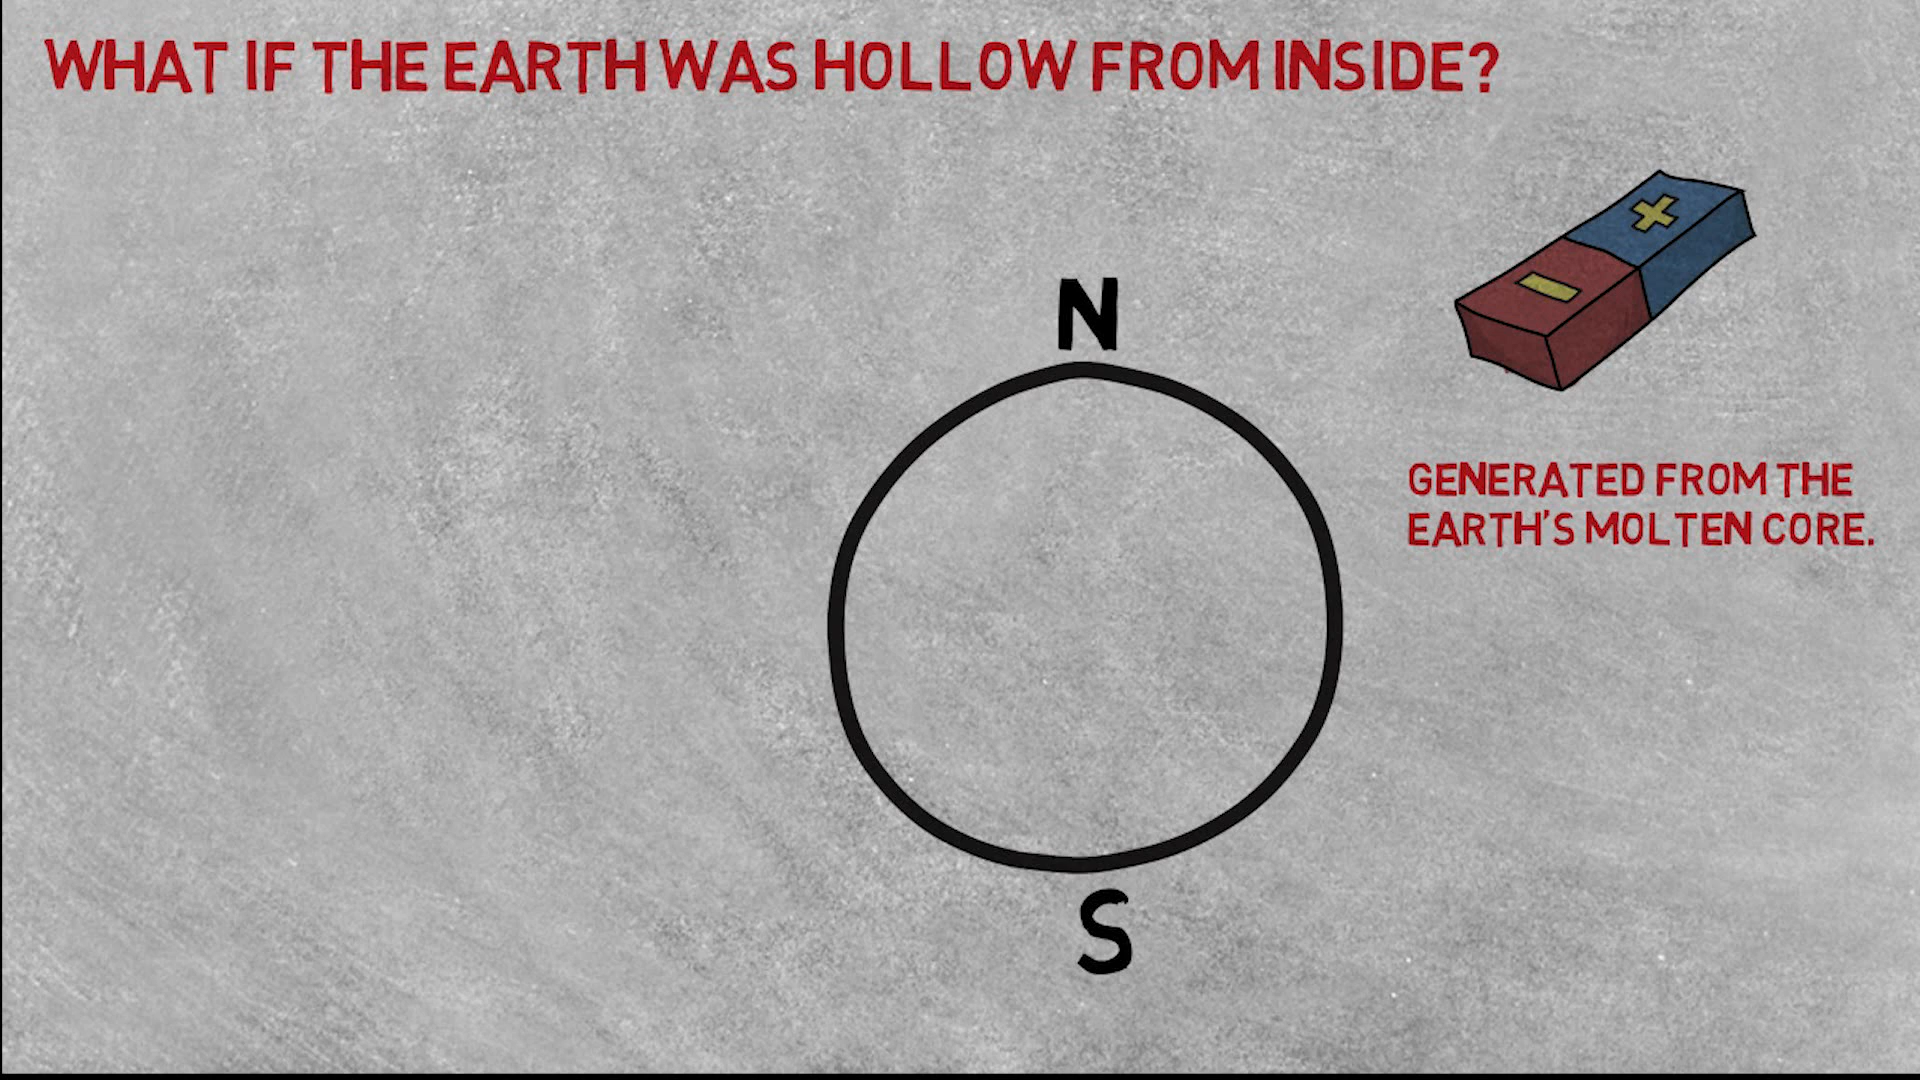 WHAT IF THE EARTH WAS HOLLOW FROM INSIDE?
N
+
-
GENERATED FROM THE
EARTH'S MOLTEN CORE.
S